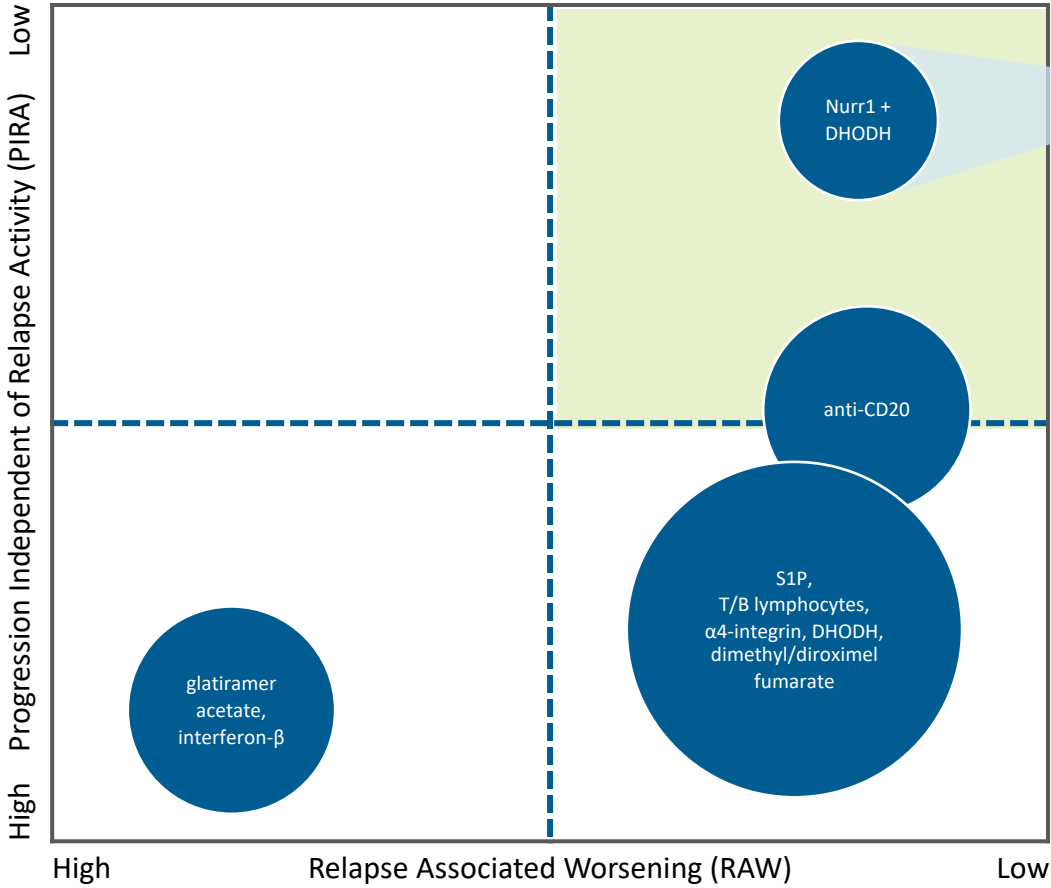 Low
Progression Independent of Relapse Activity (PIRA)
High
Nurr1 +
DHODH
anti-CD20
S1P,
T/B lymphocytes,
α4-integrin, DHODH,
dimethyl/diroximel
fumarate
glatiramer
acetate,
interferon-β
High
Relapse Associated Worsening (RAW)
Low